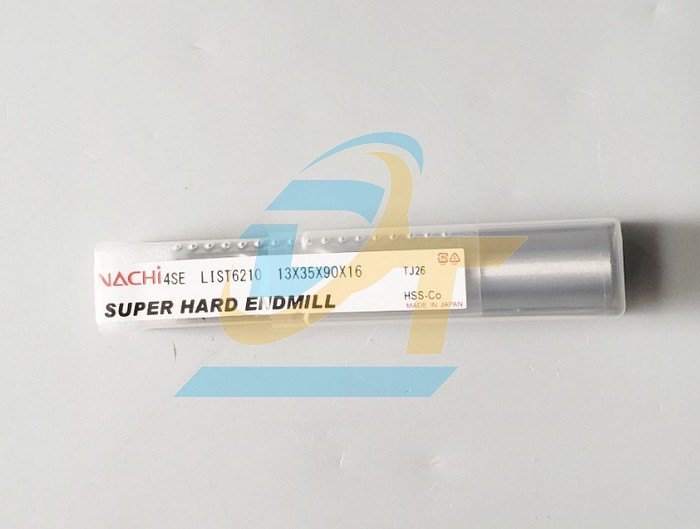 NACHI 4SE LIST6210 13X35X90X16 TJ26
SUPER HARD ENDMILL HSS-Co
MADE IN JAPAN